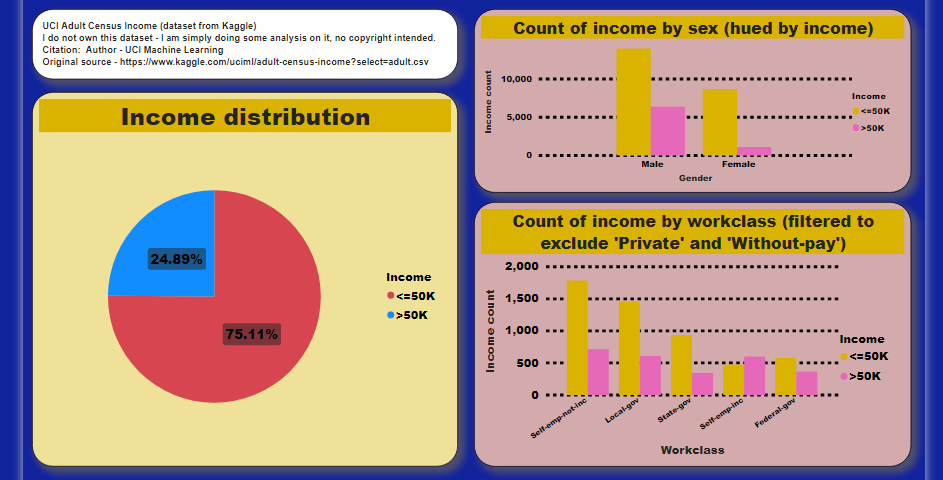 UCI Adult Census Income (dataset from Kaggle)
I do not own this dataset - I am simply doing some analysis on it, no copyright intended.
Citation: Author - UCI Machine Learning
Original source - https://www.kaggle.com/uciml/adult-census-income?select=adult.csv
Income distribution
24.89%
75.11%
Income
<=50K
>50K
Count of income by sex (hued by income)
Income count
10,000
5,000
0
Male
Female
Gender
Income
<=50K
>50K
Count of income by workclass (filtered to
exclude 'Private' and 'Without-pay')
Income count
2,000
1,500
1,000
500
0
Self-emp-not-inc
Local-gov
State-gov
Self-emp-inc
Federal-gov
Workclass
Income
<=50K
>50K